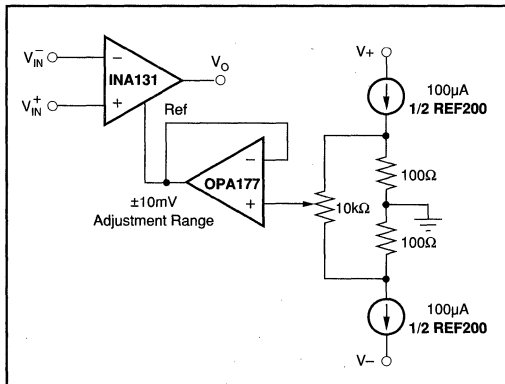 V−IN
V+IN
−
+
INA131
VO
Ref
±10mV
Adjustment Range
−
+
OPA177
10kΩ
V+
100µA
1/2 REF200
100Ω
100Ω
100µA
1/2 REF200
V−